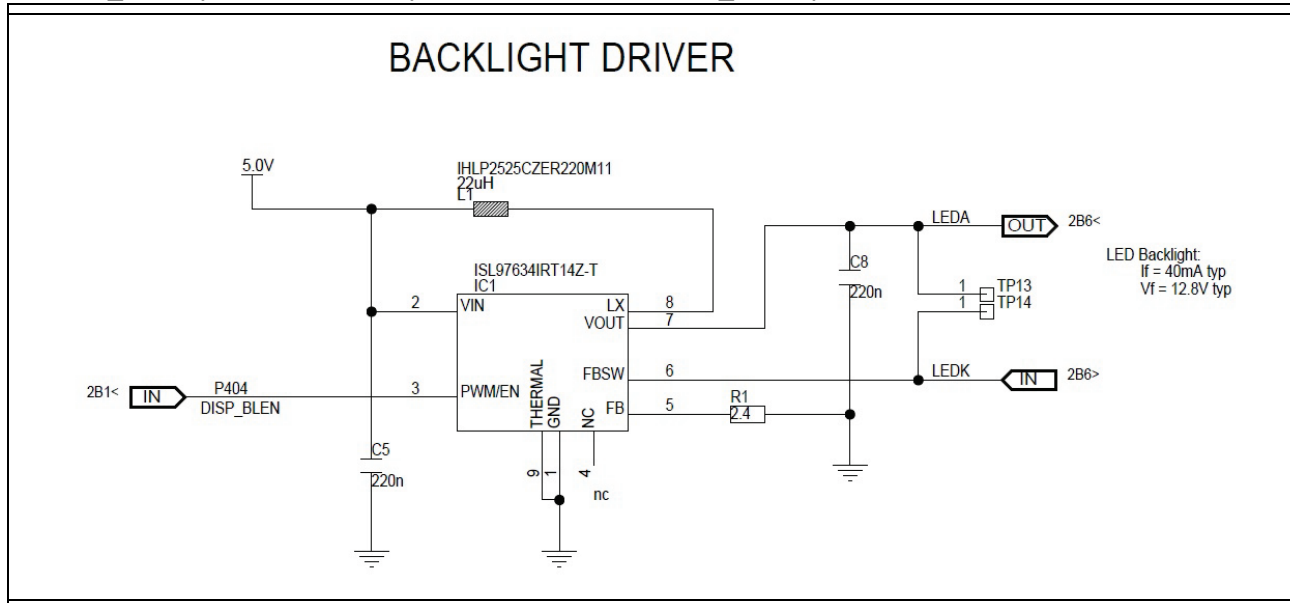 BACKLIGHT DRIVER
5.0V
IHLP2525CZER220M11
22uH
L1
ISL97634IRT14Z-T
IC1
2
VIN
LX
8
VOUT
7
FBSW
6
FB
5
PWM/EN
3
THERMAL
GND
NC
9
1
4
nc
2B1<
IN
P404
DISP_BLEN
C5
220n
R1
2.4
C8
220n
LEDA
OUT
2B6<
LED Backlight:
If = 40mA typ
Vf = 12.8V typ
1
TP13
1
TP14
LEDK
IN
2B6>